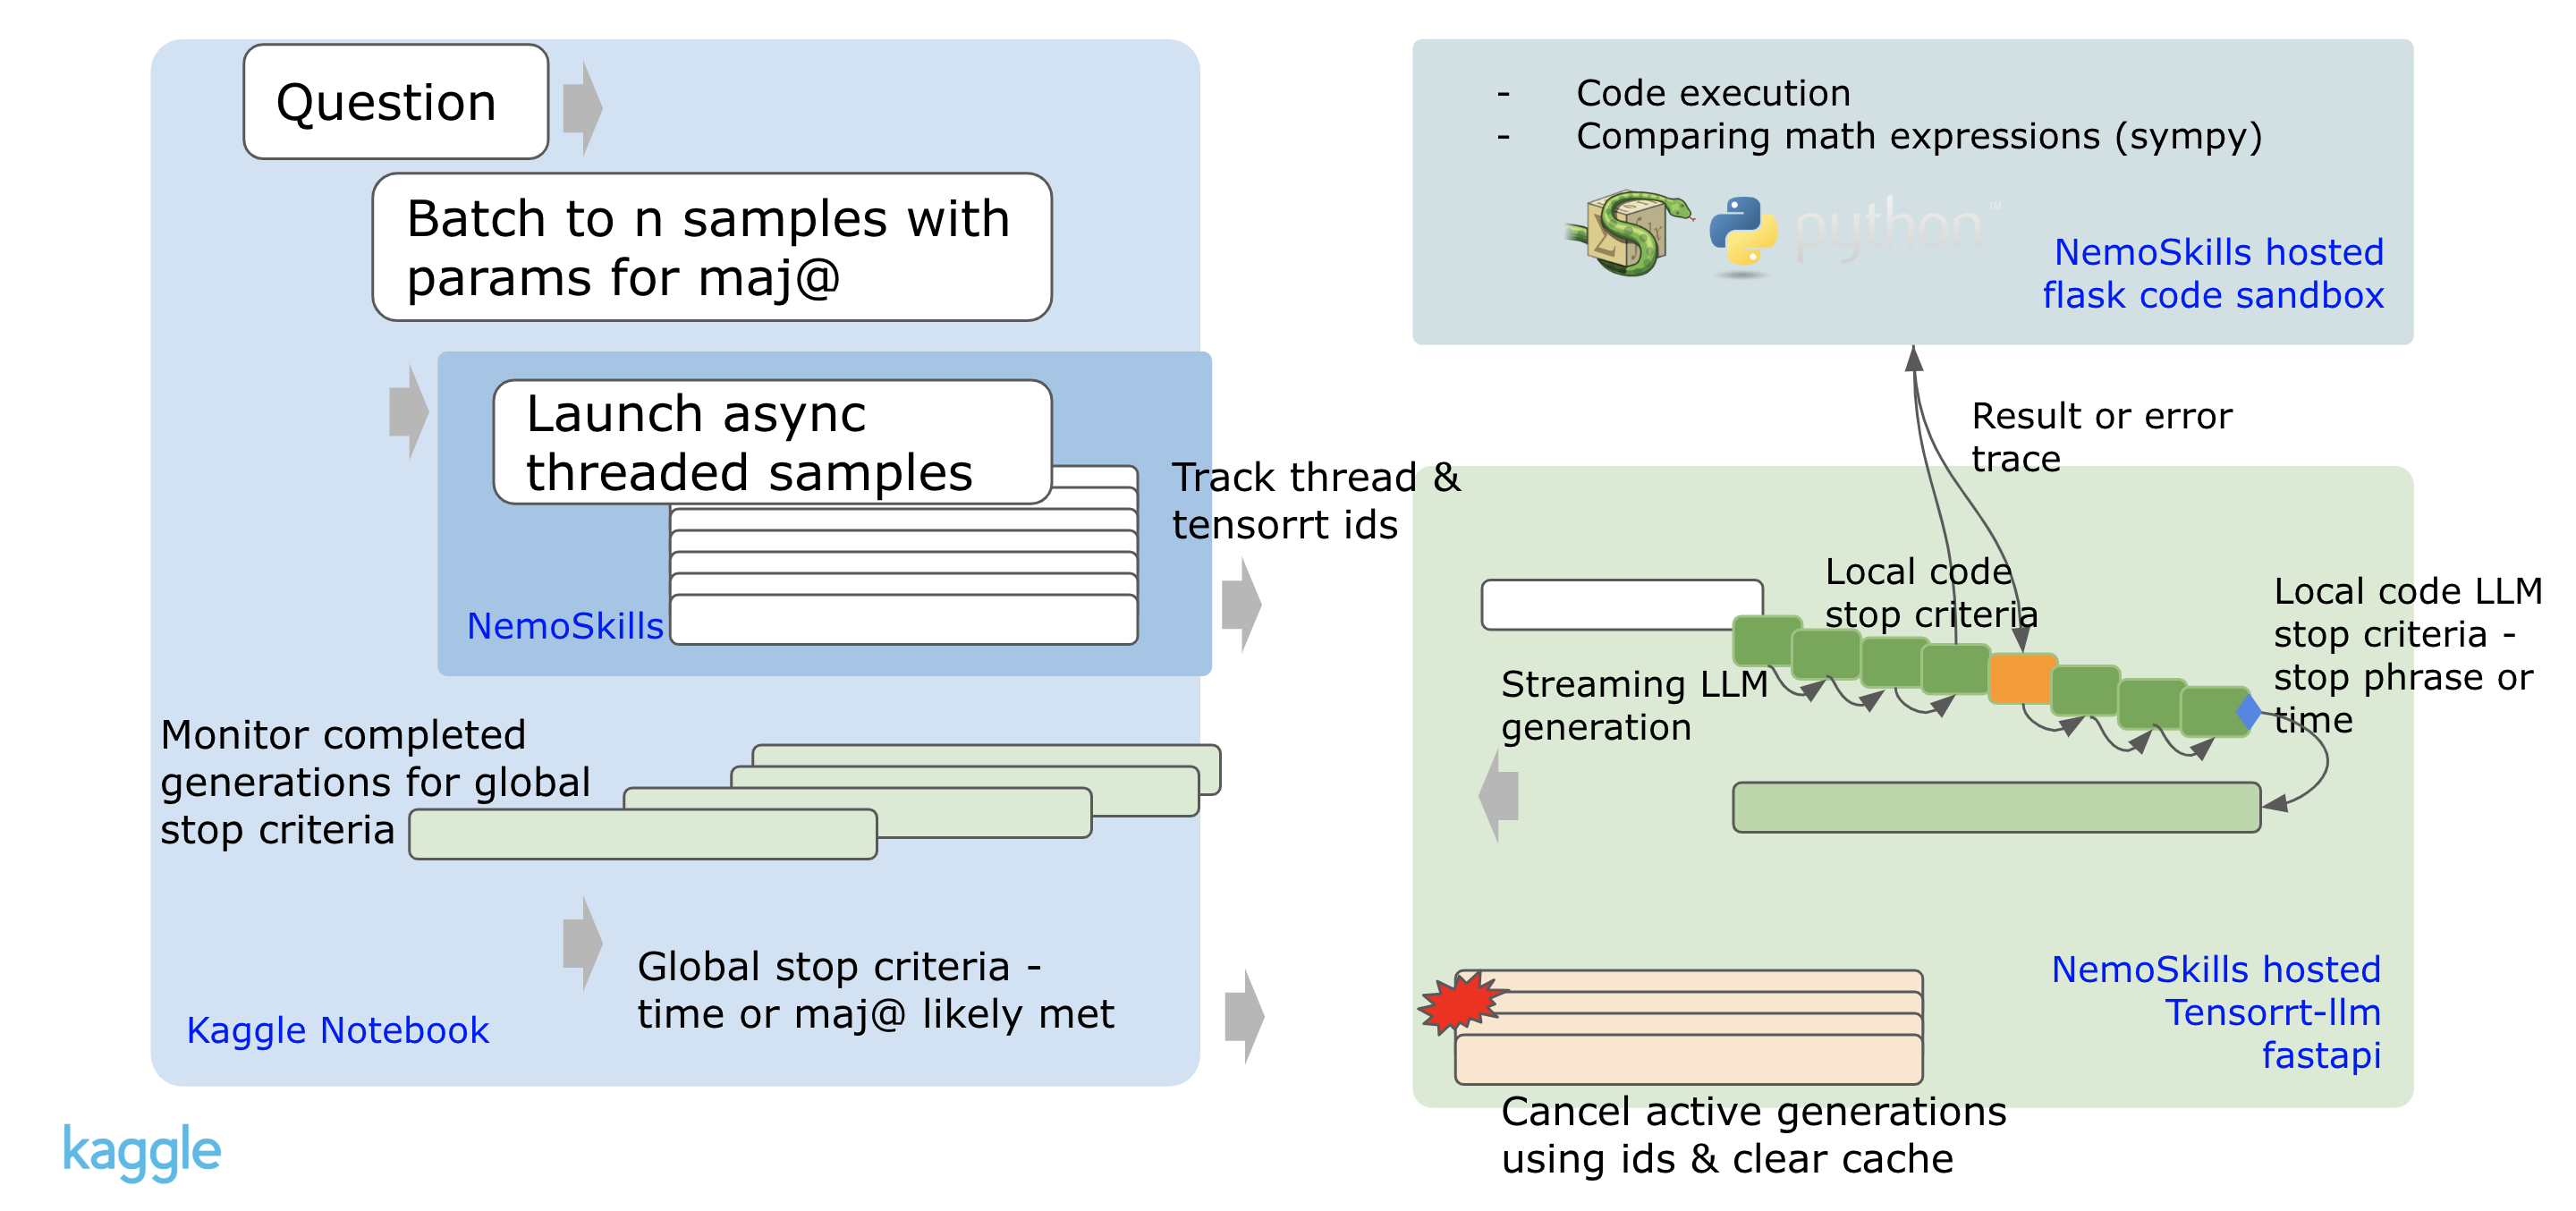 Question
Batch to n samples with
params for maj@
Launch async
threaded samples
NemoSkills
Track thread &
tensorrt ids
Monitor completed
generations for global
stop criteria
Global stop criteria -
time or maj@ likely met
Kaggle Notebook
kaggle
- Code execution
- Comparing math expressions (sympy)
python™
NemoSkills hosted
flask code sandbox
Result or error
trace
Local code
stop criteria
Local code LLM
stop criteria -
stop phrase or
time
Streaming LLM
generation
NemoSkills hosted
Tensorrt-llm
fastapi
Cancel active generations
using ids & clear cache